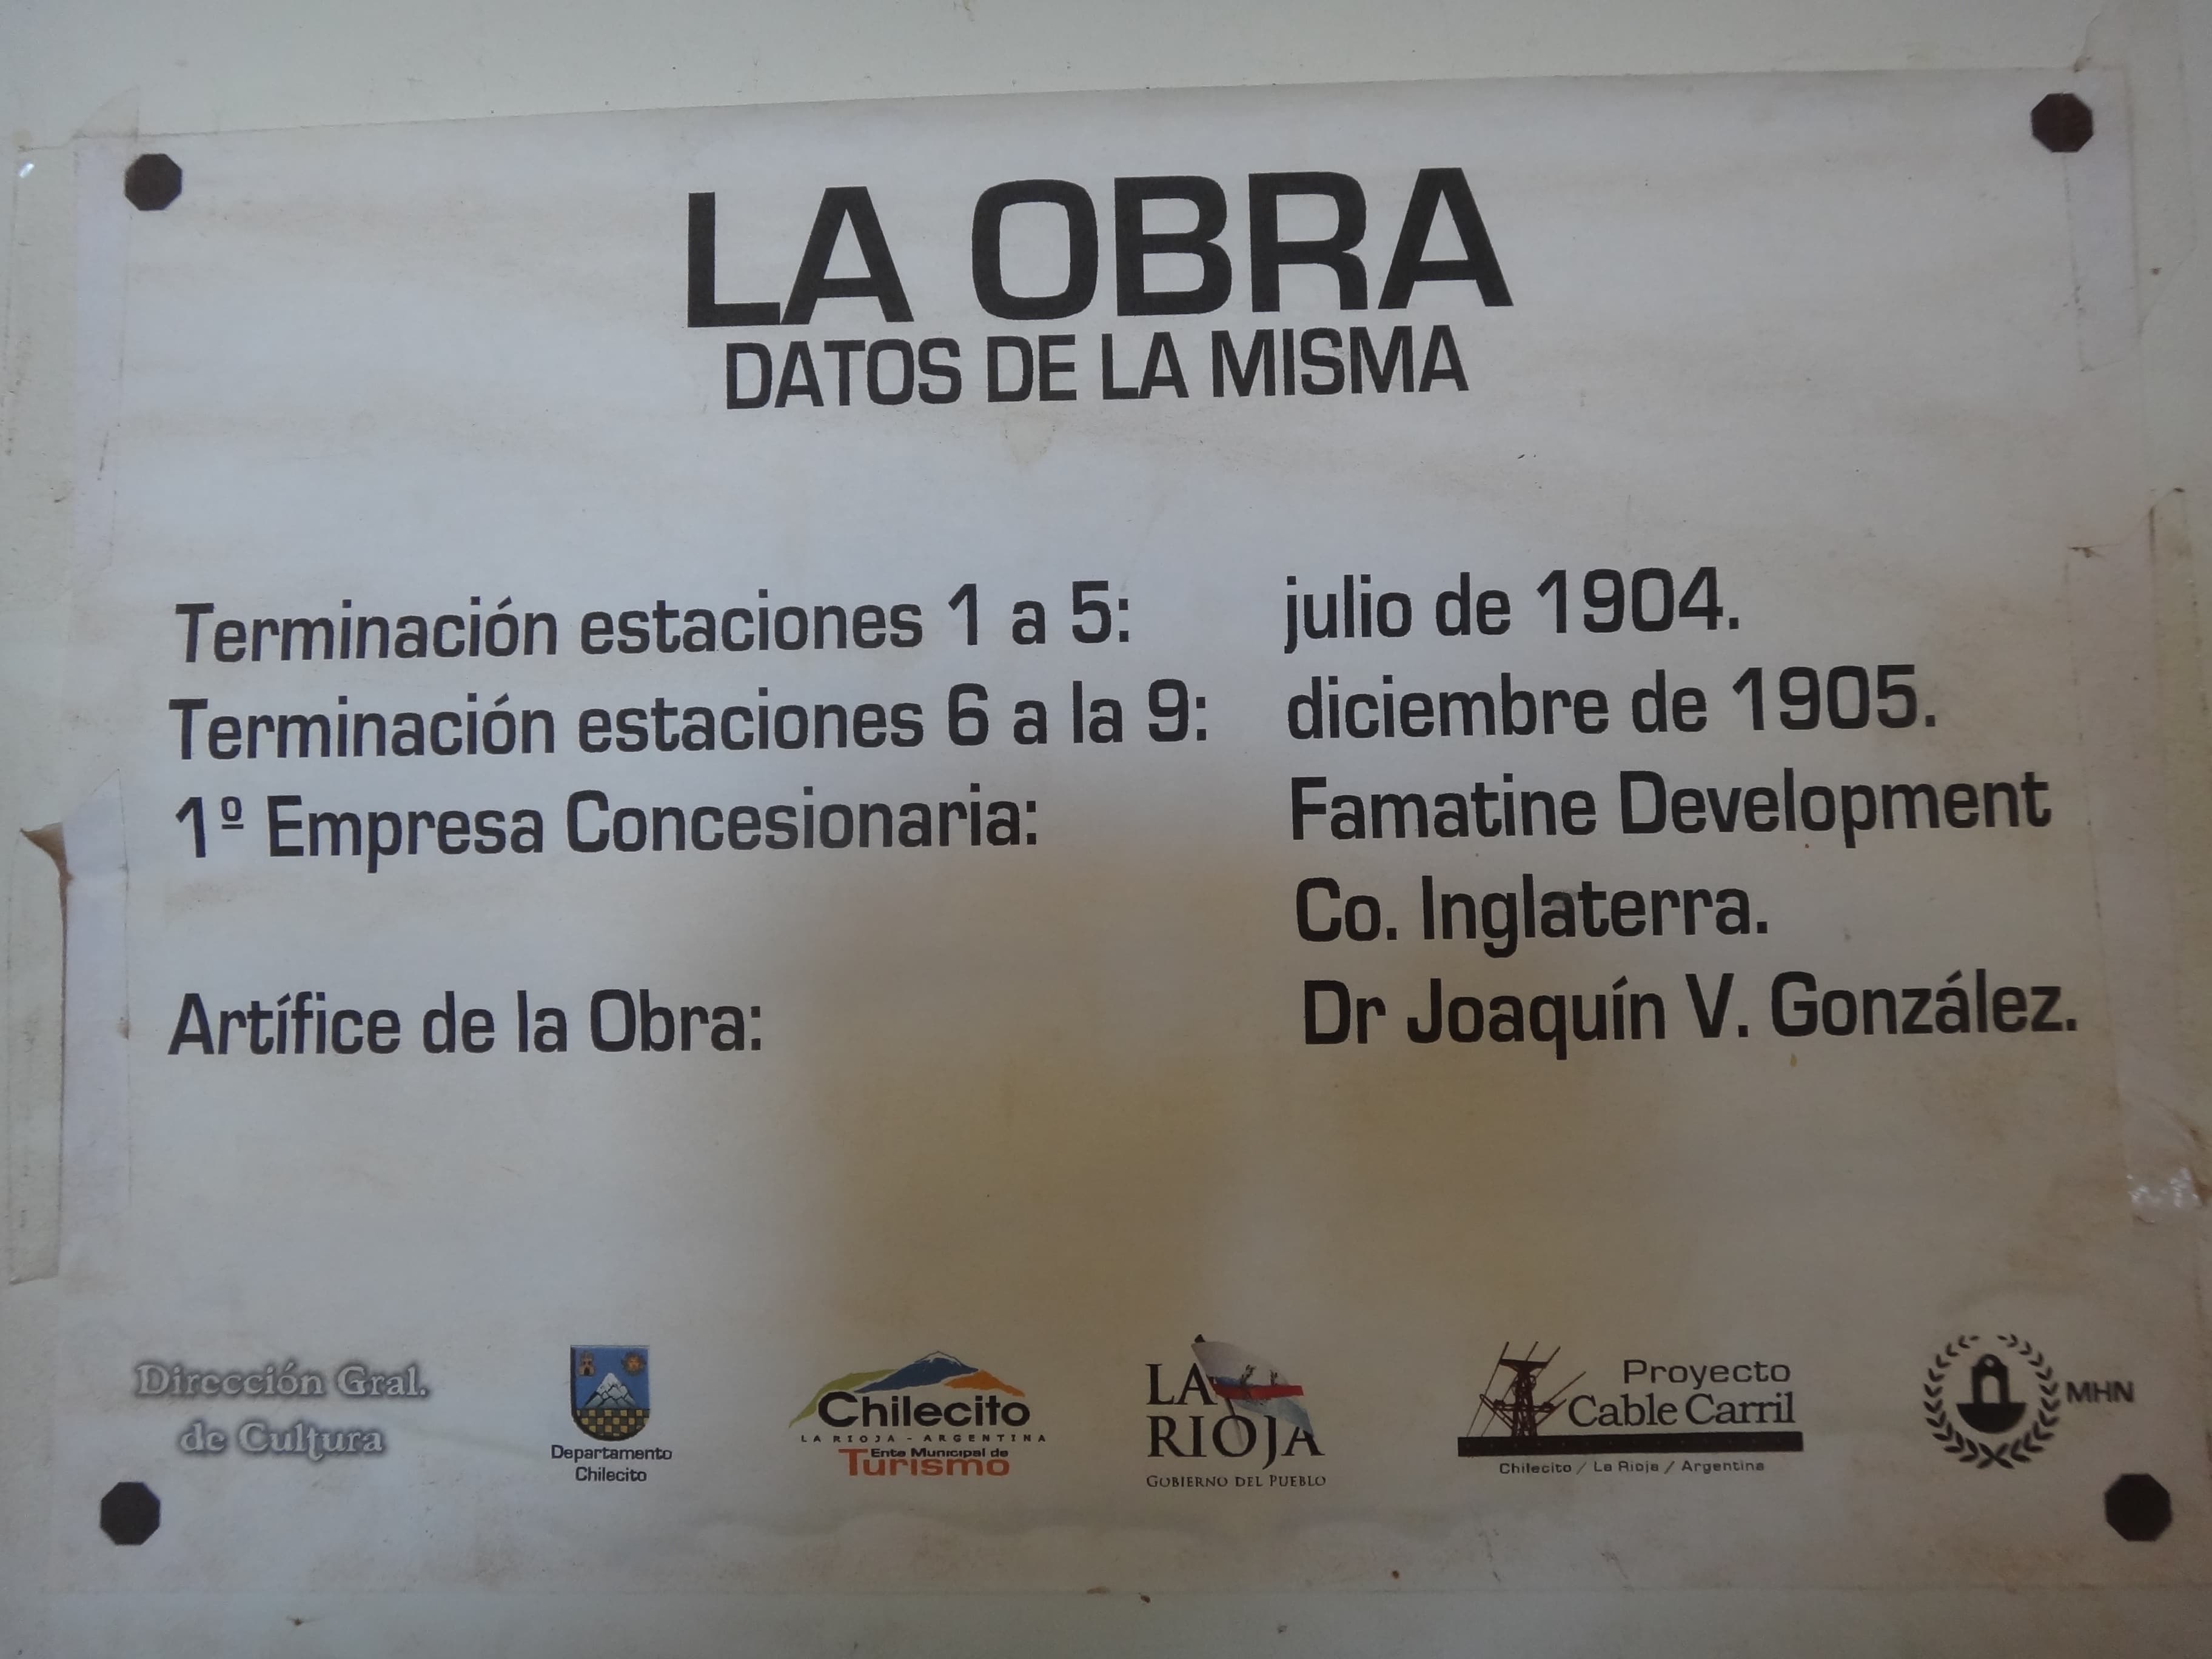 LA OBRA
DATOS DE LA MISMA
Terminación estaciones 1 a 5: julio de 1904.
Terminación estaciones 6 a la 9: diciembre de 1905.
1º Empresa Concesionaria: Famatine Development
Co. Inglaterra.
Artífice de la Obra: Dr Joaquín V. González.
Dirección Gral.
de Cultura
Departamento
Chilecito
Chilecito
LA RIOJA - ARGENTINA
Ente Municipal de
Turismo
LA
RIOJA
GOBIERNO DEL PUEBLO
Proyecto
Cable Carril
Chilecito / La Rioja / Argentina
MHN